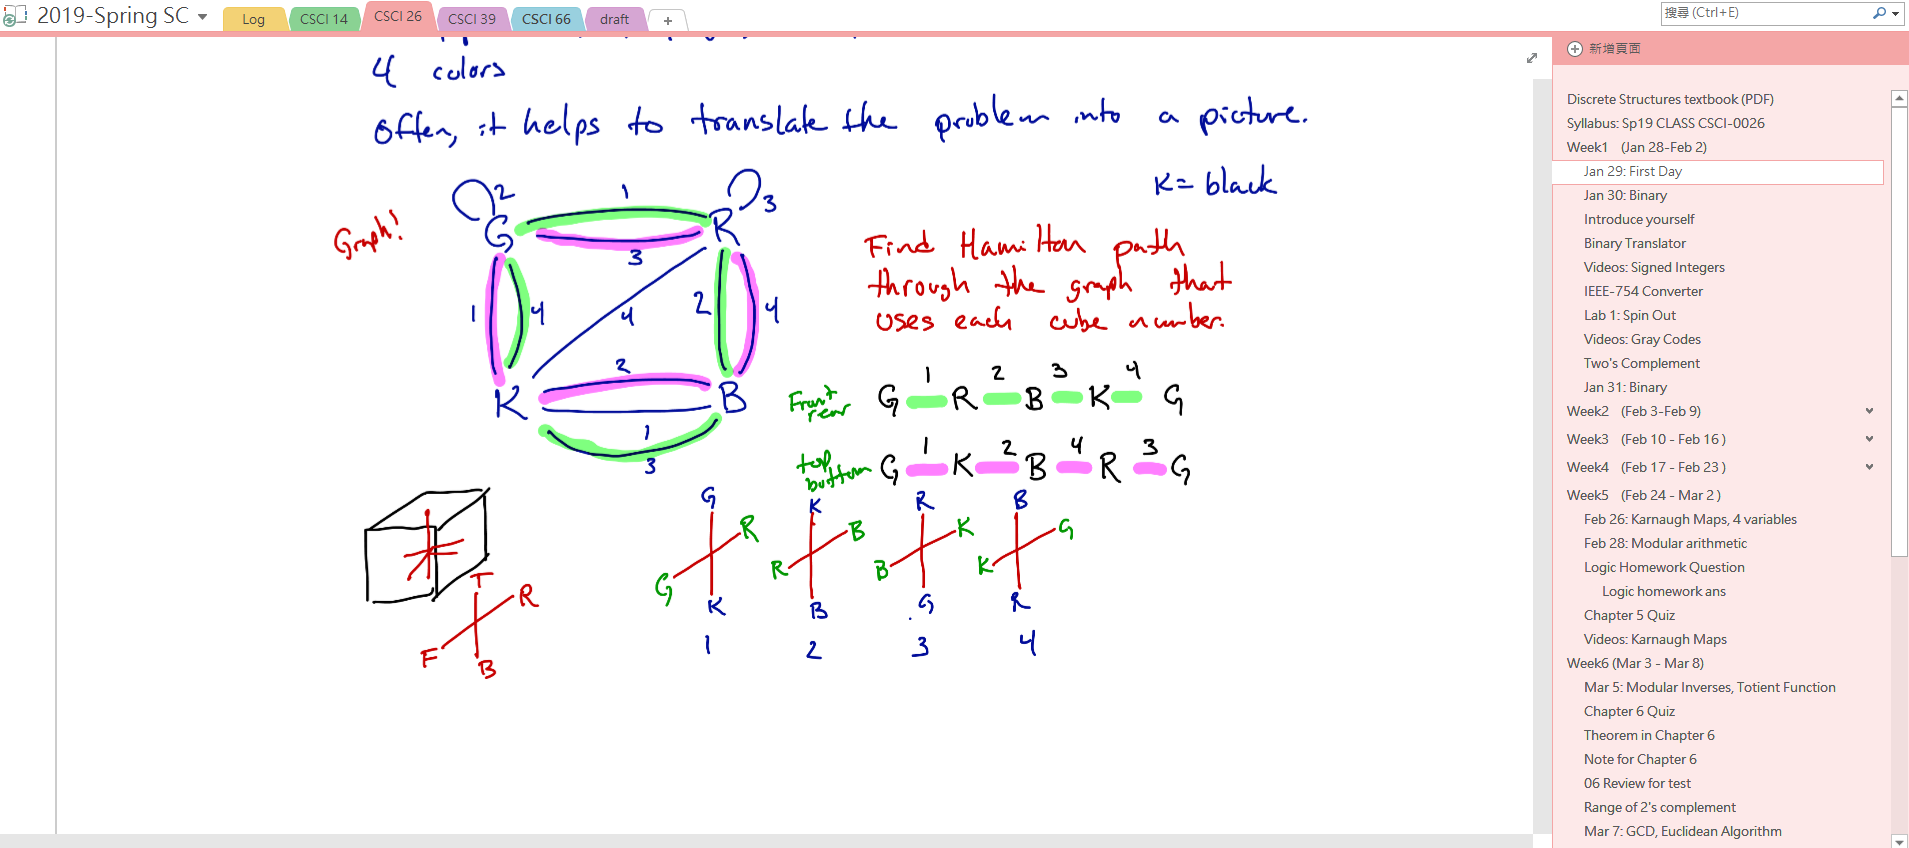 2019-Spring SC
Log
CSCI 14
CSCI 26
CSCI 39
CSCI 66
draft
+
搜尋 (Ctrl+E)
4 colors
Often, it helps to translate the problem into a picture.
K = black
Graph!
2
1
3
G
R
3
1
4
4
2
4
2
K
B
1
3
Find Hamilton path
through the graph that
uses each cube number.
1 2 3 4
Front
rear
G R B K G
1 2 4 3
top
bottom
G K B R G
G K R B
R B K G
G R B K
K B G R
1 2 3 4
T
R
F
B
新增頁面
Discrete Structures textbook (PDF)
Syllabus: Sp19 CLASS CSCI-0026
Week1 (Jan 28-Feb 2)
Jan 29: First Day
Jan 30: Binary
Introduce yourself
Binary Translator
Videos: Signed Integers
IEEE-754 Converter
Lab 1: Spin Out
Videos: Gray Codes
Two's Complement
Jan 31: Binary
Week2 (Feb 3-Feb 9)
Week3 (Feb 10 - Feb 16 )
Week4 (Feb 17 - Feb 23 )
Week5 (Feb 24 - Mar 2 )
Feb 26: Karnaugh Maps, 4 variables
Feb 28: Modular arithmetic
Logic Homework Question
Logic homework ans
Chapter 5 Quiz
Videos: Karnaugh Maps
Week6 (Mar 3 - Mar 8)
Mar 5: Modular Inverses, Totient Function
Chapter 6 Quiz
Theorem in Chapter 6
Note for Chapter 6
06 Review for test
Range of 2's complement
Mar 7: GCD, Euclidean Algorithm